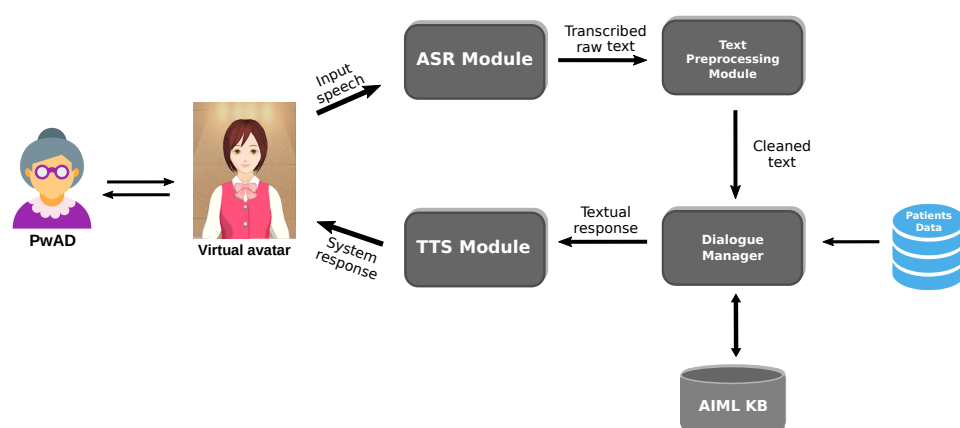 Input
speech
ASR Module
Transcribed
raw text
Text
Preprocessing
Module
Cleaned
text
PwAD
Virtual avatar
System
response
TTS Module
Textual
response
Dialogue
Manager
Patients
Data
AIML KB